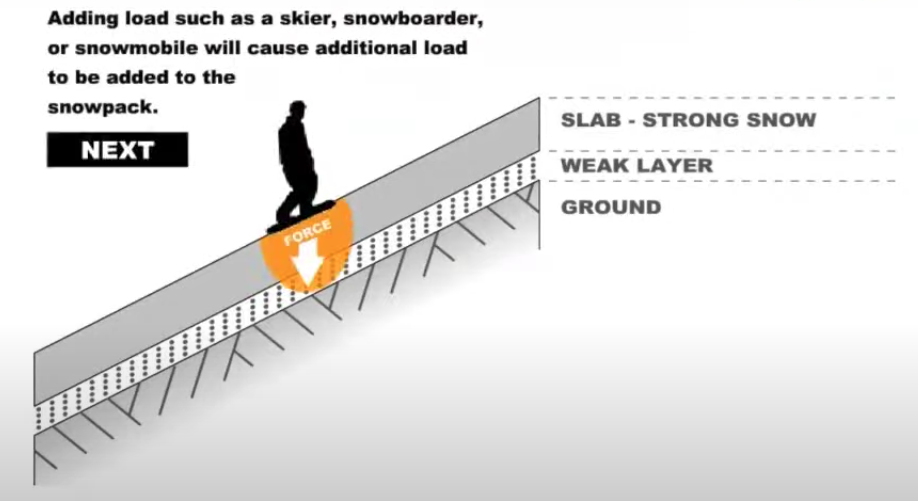 Adding load such as a skier, snowboarder,
or snowmobile will cause additional load
to be added to the
snowpack.
NEXT
FORCE
SLAB - STRONG SNOW
WEAK LAYER
GROUND